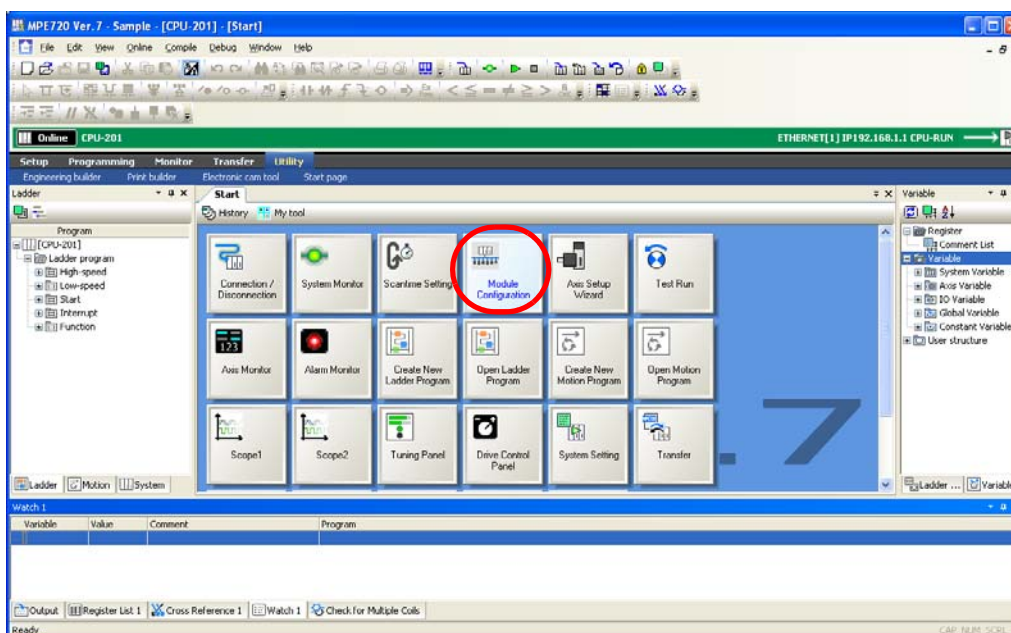 MPE720 Ver. 7 - Sample - [CPU-201] - [Start]
File Edit View Online Compile Debug Window Help
Online CPU-201 ETHERNET[1] IP192.168.1.1 CPU-RUN
Setup Programming Monitor Transfer Utility
Engineering builder Print builder Electronic cam tool Start page
Ladder
Program
[CPU-201]
Ladder program
High-speed
Low-speed
Start
Interrupt
Function
Ladder Motion System
Start
History My tool
Connection / Disconnection
System Monitor
Scantime Setting
Module Configuration
Axis Setup Wizard
Test Run
123
Axis Monitor
Alarm Monitor
Create New Ladder Program
Open Ladder Program
Create New Motion Program
Open Motion Program
Scope1
Scope2
Tuning Panel
Drive Control Panel
System Setting
Transfer
.7
Variable
Register
Comment List
Variable
System Variable
Axis Variable
IO Variable
Global Variable
Constant Variable
User structure
Ladder ... Variable
Watch 1
Variable Value Comment Program
Output Register List 1 Cross Reference 1 Watch 1 Check for Multiple Coils
Ready CAP NUM SCRL